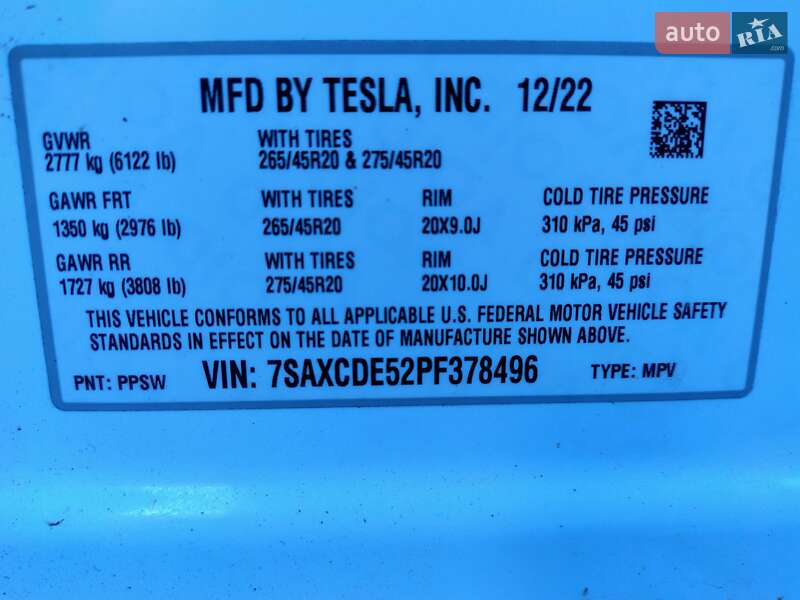 auto RIA.com
MFD BY TESLA, INC. 12/22
GVWR WITH TIRES
2777 kg (6122 lb) 265/45R20 & 275/45R20
GAWR FRT WITH TIRES RIM COLD TIRE PRESSURE
1350 kg (2976 lb) 265/45R20 20X9.0J 310 kPa, 45 psi
GAWR RR WITH TIRES RIM COLD TIRE PRESSURE
1727 kg (3808 lb) 275/45R20 20X10.0J 310 kPa, 45 psi
THIS VEHICLE CONFORMS TO ALL APPLICABLE U.S. FEDERAL MOTOR VEHICLE SAFETY
STANDARDS IN EFFECT ON THE DATE OF MANUFACTURE SHOWN ABOVE.
PNT: PPSW VIN: 7SAXCDE52PF378496 TYPE: MPV